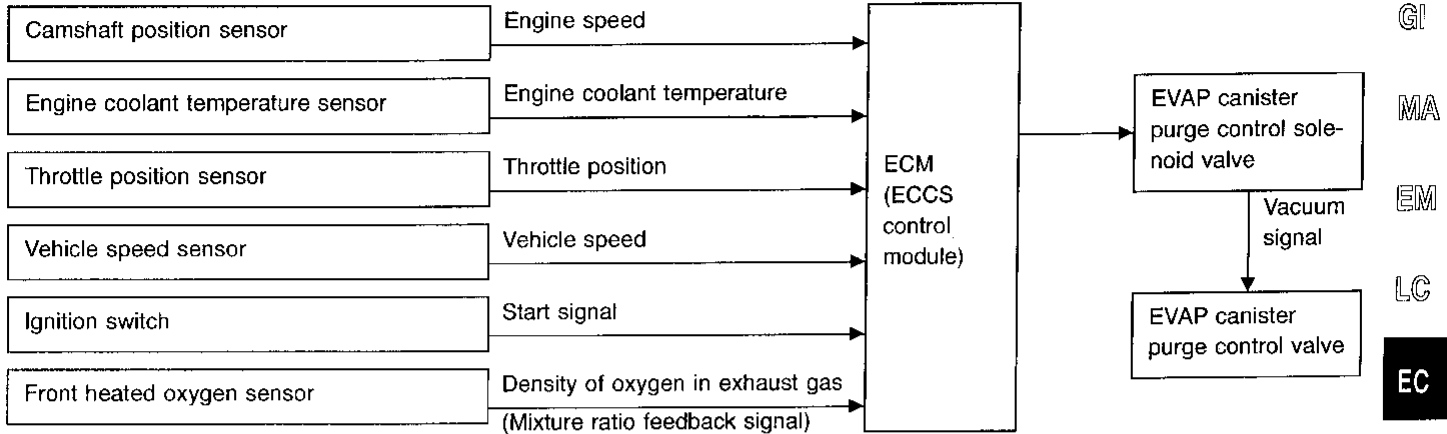 Camshaft position sensor
Engine speed
Engine coolant temperature sensor
Engine coolant temperature
Throttle position sensor
Throttle position
Vehicle speed sensor
Vehicle speed
Ignition switch
Start signal
Front heated oxygen sensor
Density of oxygen in exhaust gas
(Mixture ratio feedback signal)
ECM
(ECCS
control
module)
EVAP canister
purge control sole-
noid valve
Vacuum
signal
EVAP canister
purge control valve
GI
MA
EM
LC
EC